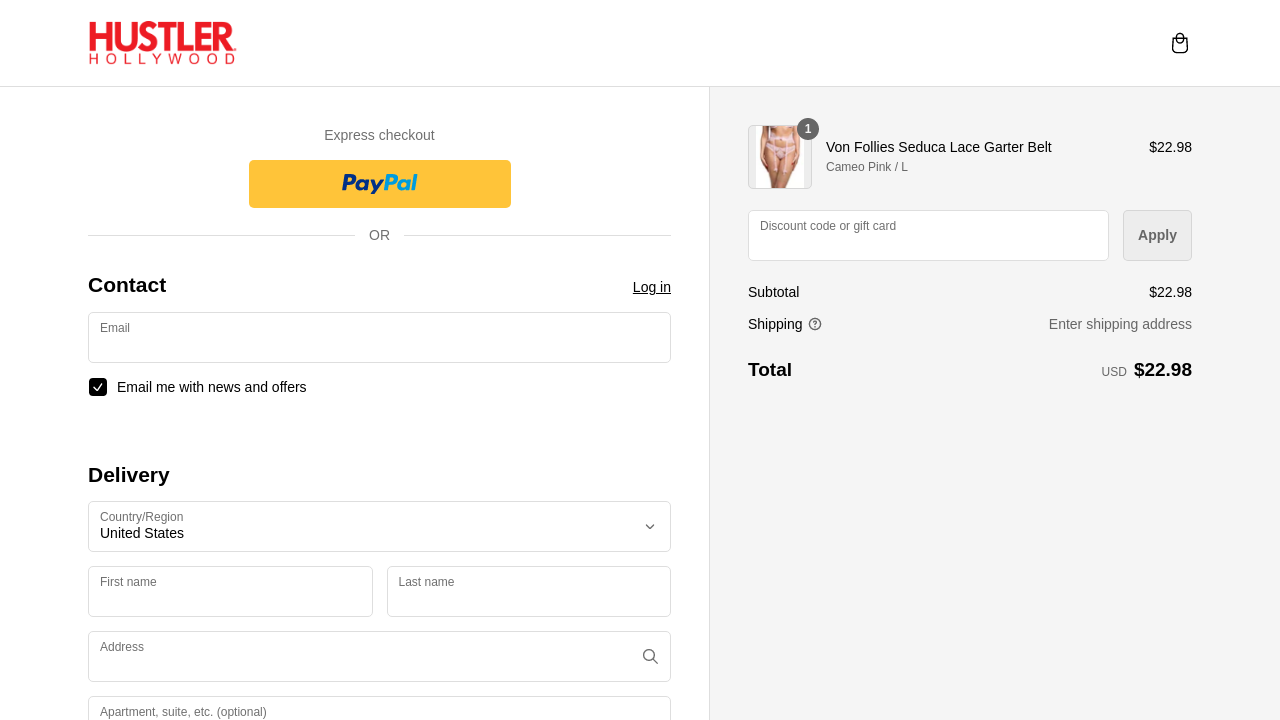 HUSTLER
HOLLYWOOD
Express checkout
PayPal
OR
Contact
Log in
Email
Email me with news and offers
Delivery
Country/Region
United States
First name
Last name
Address
Apartment, suite, etc. (optional)
1
Von Follies Seduca Lace Garter Belt
$22.98
Cameo Pink / L
Discount code or gift card
Apply
Subtotal
$22.98
Shipping
Enter shipping address
Total
USD $22.98